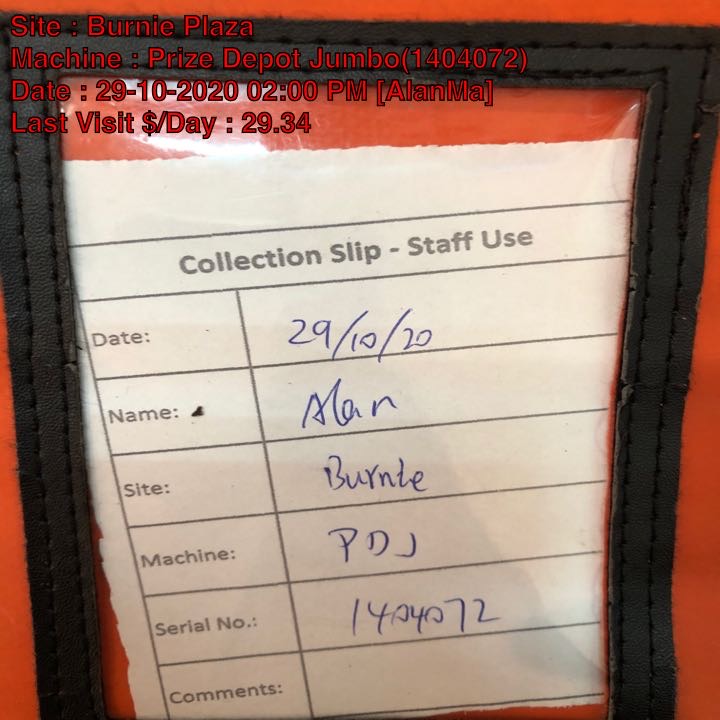 Site : Burnie Plaza
Machine : Prize Depot Jumbo(1404072)
Date : 29-10-2020 02:00 PM [AlanMa]
Last Visit $/Day : 29.34
Collection Slip - Staff Use
Date: 29/10/20
Name: Alan
Site: Burnie
Machine: PDJ
Serial No.: 1404072
Comments: